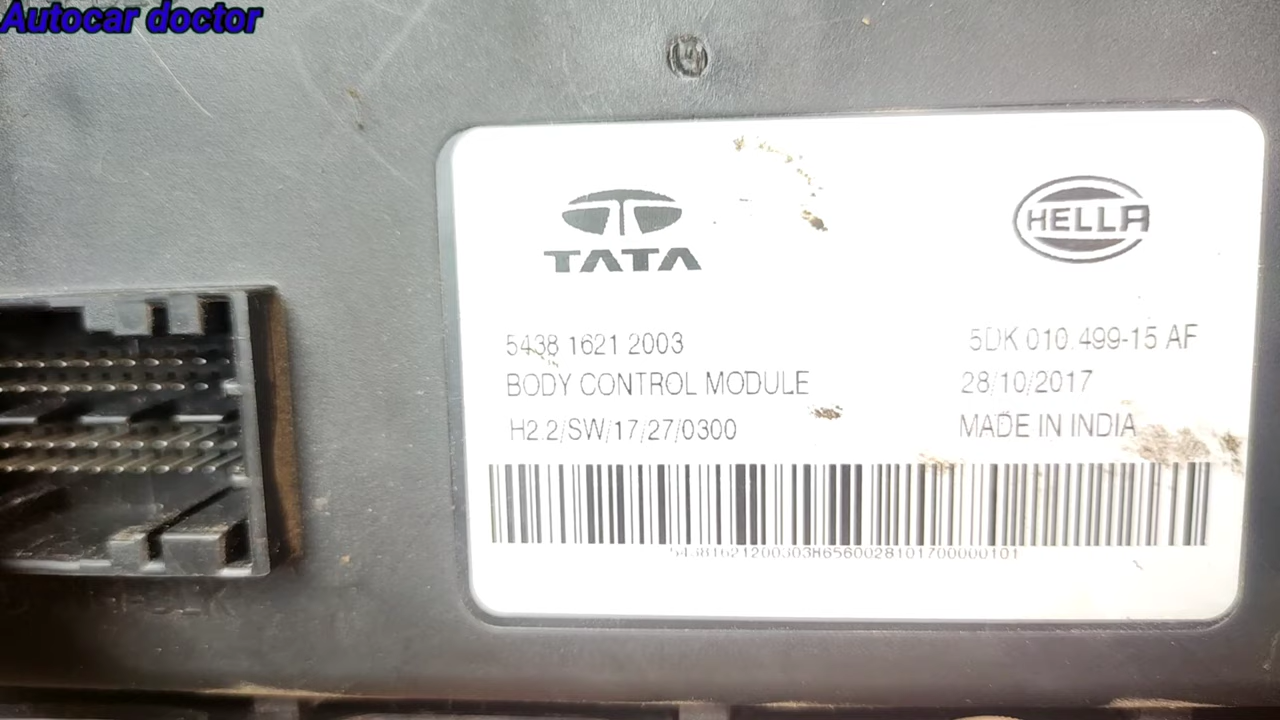 Autocar doctor
TATA
HELLA
5438 1621 2003
5DK 010.499-15 AF
BODY CONTROL MODULE
28/10/2017
H2.2/SW/17/27/0300
MADE IN INDIA
54381621200303H6560028101700000101